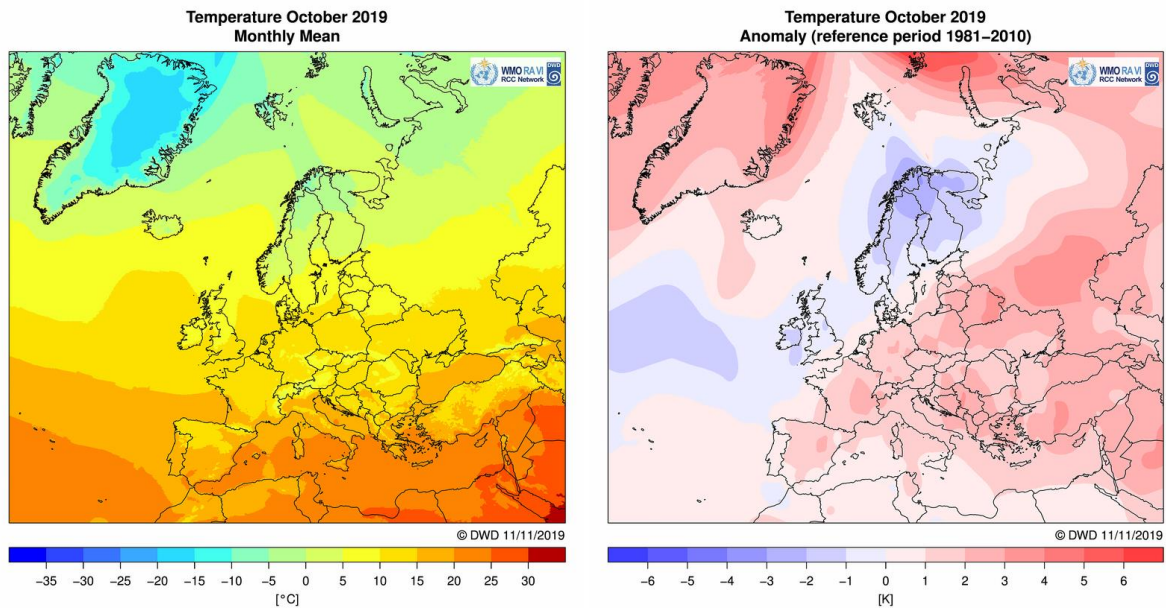 Temperature October 2019
Monthly Mean
WMO RA VI
RCC Network
DWD
© DWD 11/11/2019
−35 −30 −25 −20 −15 −10 −5 0 5 10 15 20 25 30
[°C]
Temperature October 2019
Anomaly (reference period 1981−2010)
WMO RA VI
RCC Network
DWD
© DWD 11/11/2019
−6 −5 −4 −3 −2 −1 0 1 2 3 4 5 6
[K]